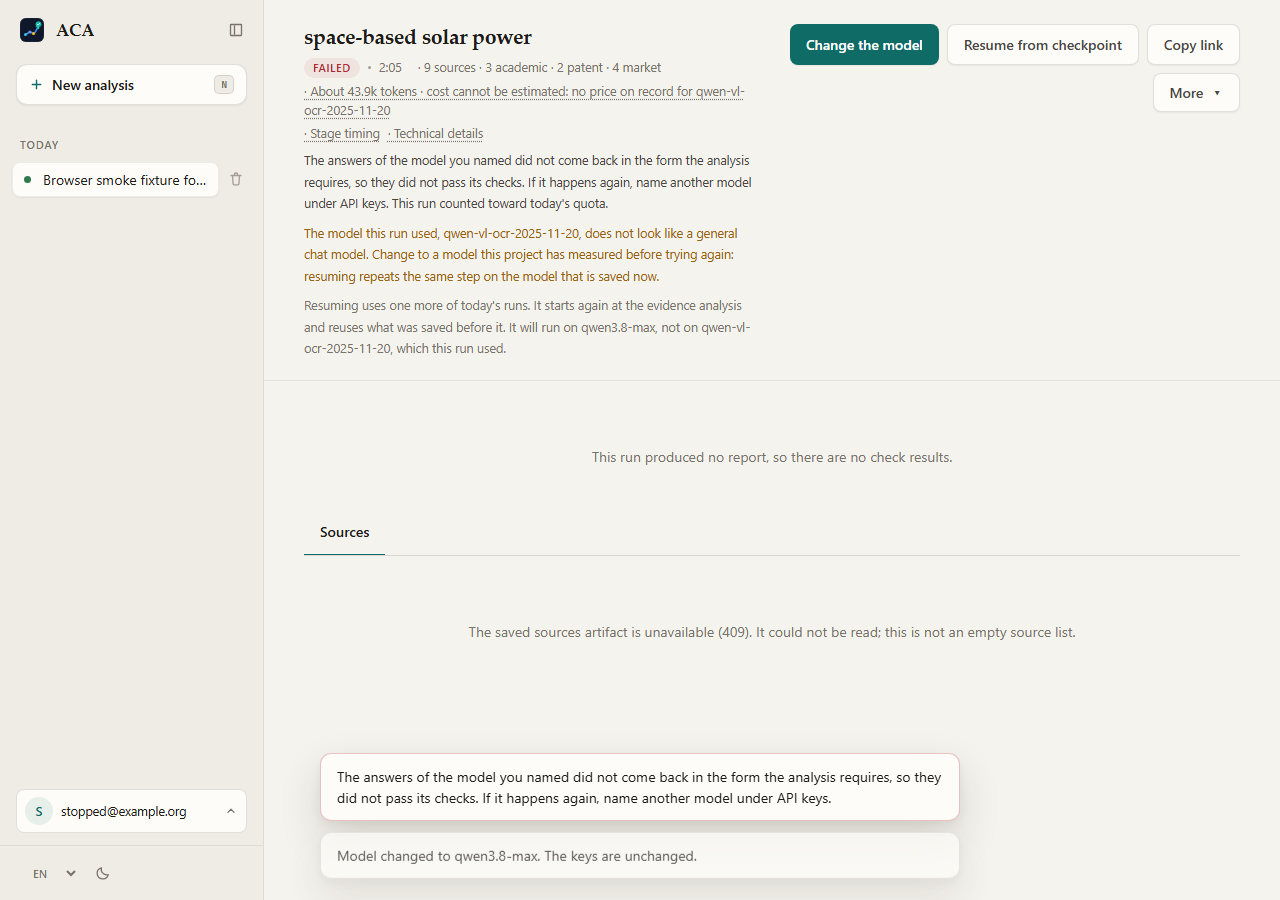 ACA
+ New analysis N
TODAY
Browser smoke fixture fo...
S stopped@example.org
EN
space-based solar power
FAILED • 2:05 · 9 sources · 3 academic · 2 patent · 4 market
· About 43.9k tokens · cost cannot be estimated: no price on record for qwen-vl-
ocr-2025-11-20
· Stage timing · Technical details
The answers of the model you named did not come back in the form the analysis
requires, so they did not pass its checks. If it happens again, name another model
under API keys. This run counted toward today's quota.
The model this run used, qwen-vl-ocr-2025-11-20, does not look like a general
chat model. Change to a model this project has measured before trying again:
resuming repeats the same step on the model that is saved now.
Resuming uses one more of today's runs. It starts again at the evidence analysis
and reuses what was saved before it. It will run on qwen3.8-max, not on qwen-vl-
ocr-2025-11-20, which this run used.
Change the model
Resume from checkpoint
Copy link
More ▾
This run produced no report, so there are no check results.
Sources
The saved sources artifact is unavailable (409). It could not be read; this is not an empty source list.
The answers of the model you named did not come back in the form the analysis requires, so they
did not pass its checks. If it happens again, name another model under API keys.
Model changed to qwen3.8-max. The keys are unchanged.